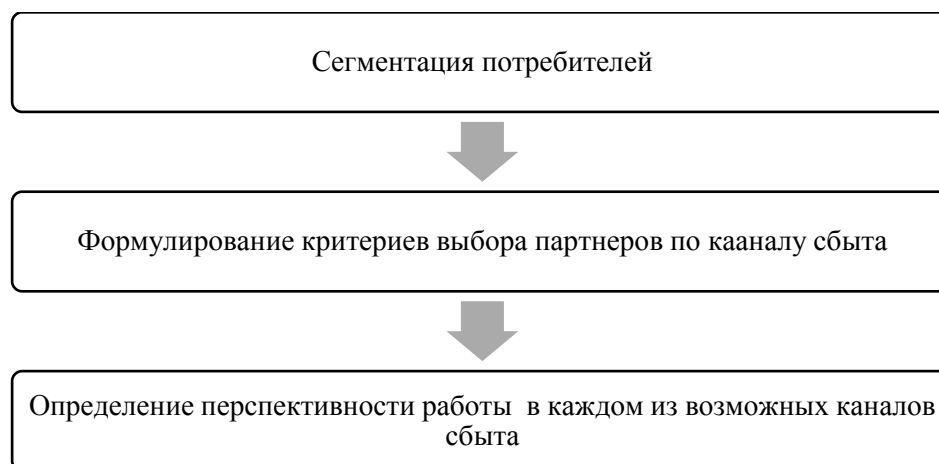 Сегментация потребителей
Формулирование критериев выбора партнеров по кааналу сбыта
Определение перспективности работы  в каждом из возможных каналов
сбыта